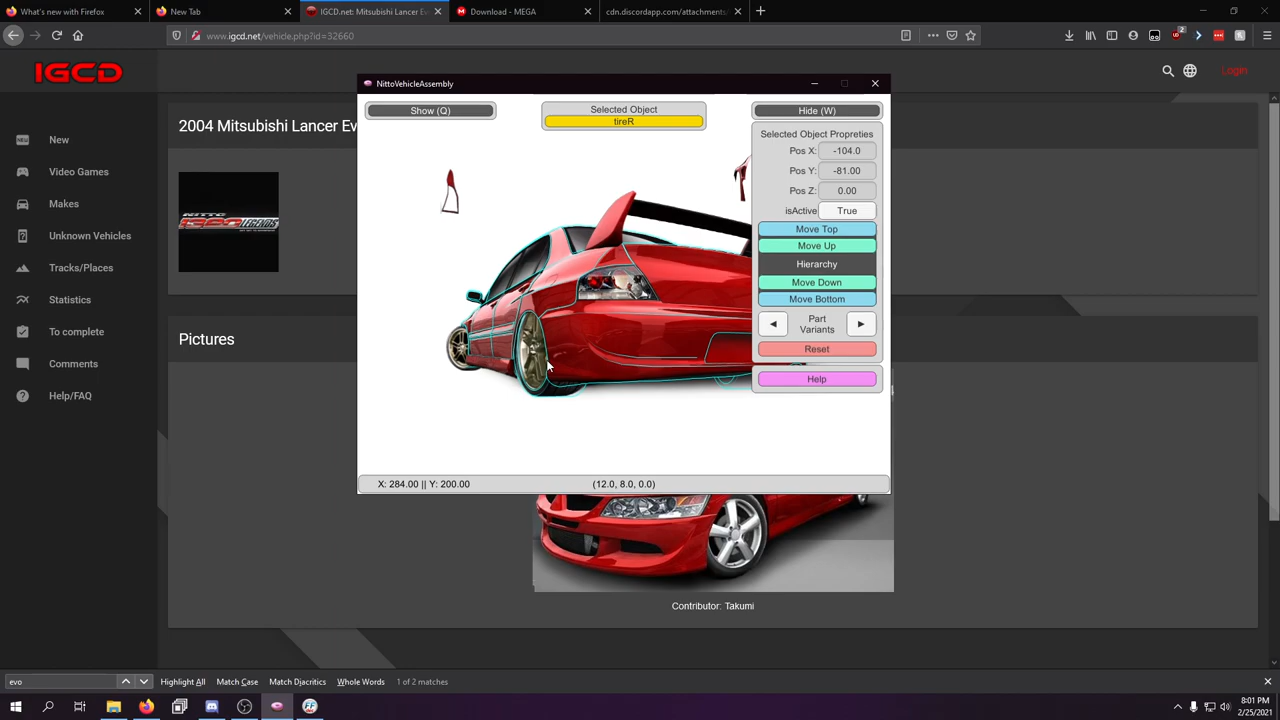 What's new with Firefox
New Tab
IGCD.net: Mitsubishi Lancer Ev
Download - MEGA
cdn.discordapp.com/attachments/
www.igcd.net/vehicle.php?id=32660
2
IGCD
Login
NittoVehicleAssembly
Show (Q)
Selected Object
tireR
Hide (W)
2004 Mitsubishi Lancer Ev
New
Video Games
Makes
Unknown Vehicles
Tracks/Places
Statistics
To complete
Comments
Help/FAQ
NITTO
LEGENDS
Selected Object Propreties
Pos X: -104.0
Pos Y: -81.00
Pos Z: 0.00
isActive True
Move Top
Move Up
Hierarchy
Move Down
Move Bottom
◄ Part Variants ►
Reset
Help
Pictures
X: 284.00 || Y: 200.00
(12.0, 8.0, 0.0)
Contributor: Takumi
evo
Highlight All
Match Case
Match Diacritics
Whole Words
1 of 2 matches
8:01 PM
2/25/2021